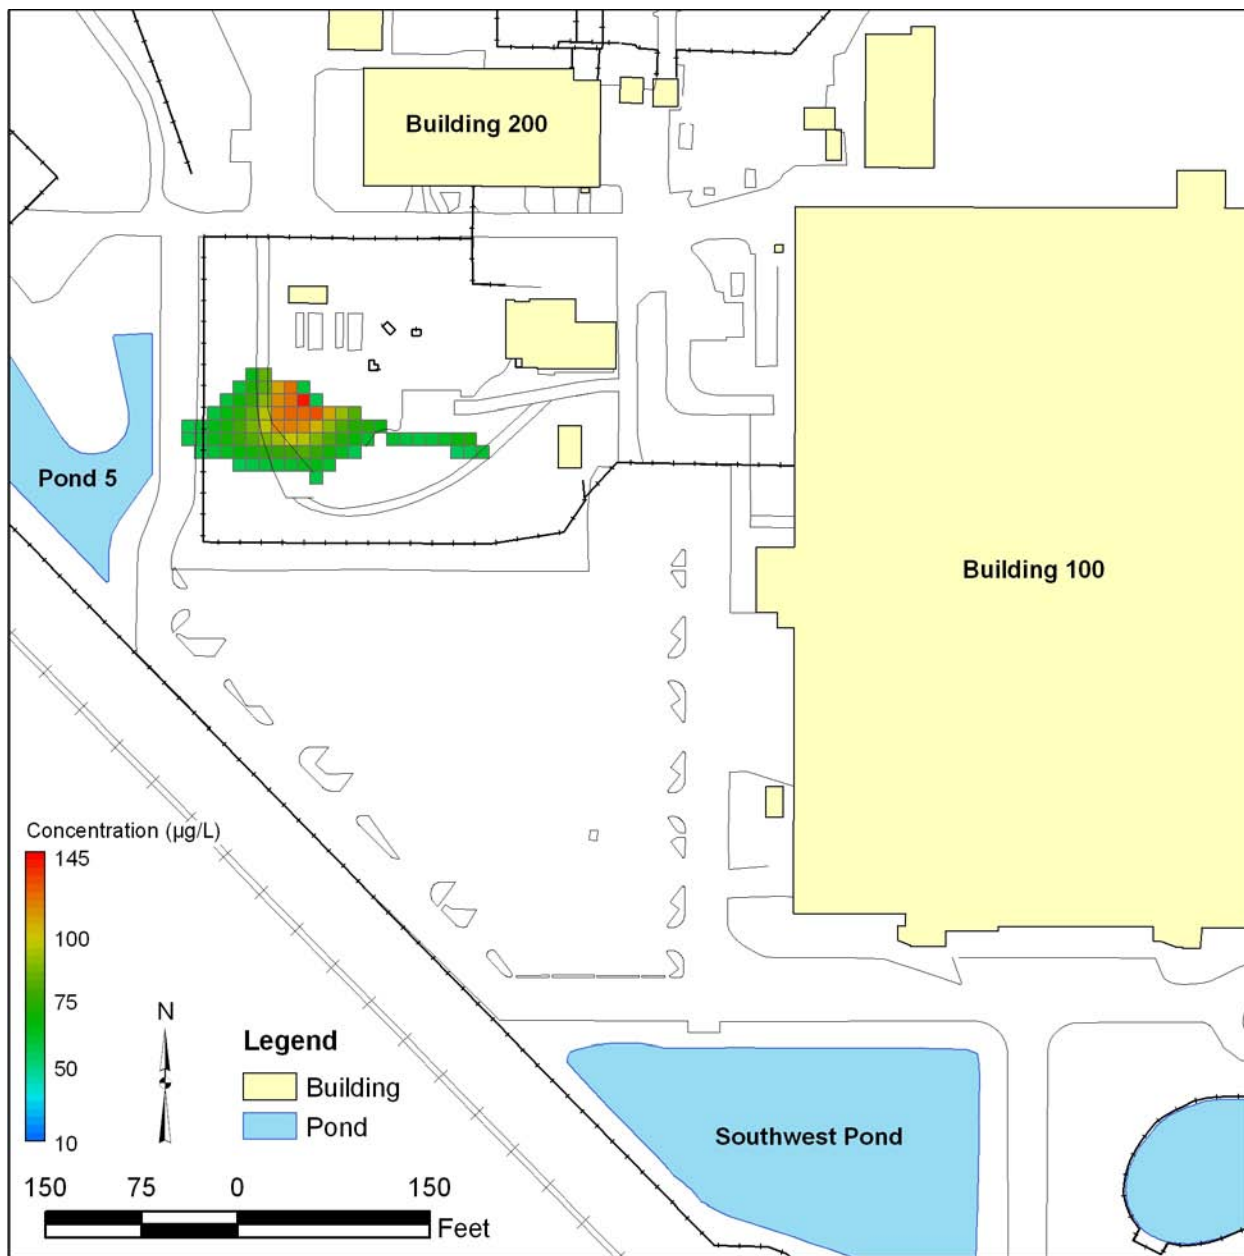 Building 200
Pond 5
Building 100
Concentration (µg/L)
145
100
75
50
10
N
Legend
Building
Pond
Southwest Pond
150 75 0 150
Feet